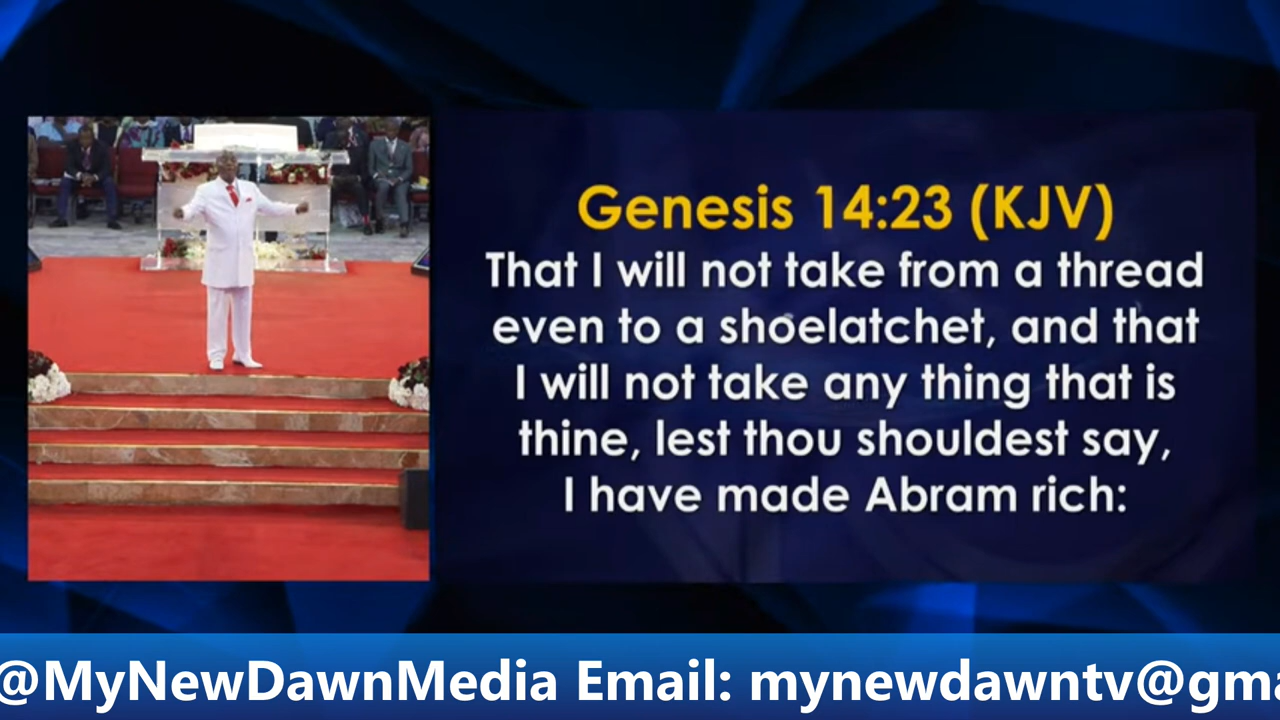 Genesis 14:23 (KJV)
That I will not take from a thread
even to a shoelatchet, and that
I will not take any thing that is
thine, lest thou shouldest say,
I have made Abram rich:
@MyNewDawnMedia Email: mynewdawntv@gma